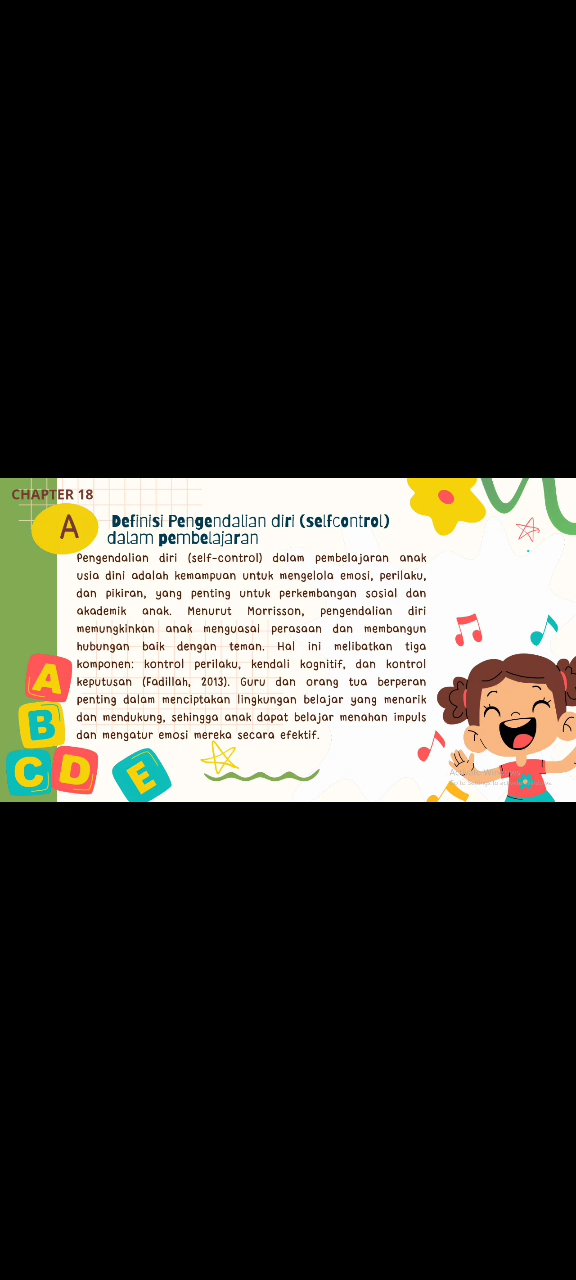 CHAPTER 18
A
Definisi Pengendalian diri (selfcontrol)
dalam pembelajaran
Pengendalian diri (self-control) dalam pembelajaran anak
usia dini adalah kemampuan untuk mengelola emosi, perilaku,
dan pikiran, yang penting untuk perkembangan sosial dan
akademik anak. Menurut Morrisson, pengendalian diri
memungkinkan anak menguasai perasaan dan membangun
hubungan baik dengan teman. Hal ini melibatkan tiga
komponen: kontrol perilaku, kendali kognitif, dan kontrol
keputusan (Fadillah, 2013). Guru dan orang tua berperan
penting dalam menciptakan lingkungan belajar yang menarik
dan mendukung, sehingga anak dapat belajar menahan impuls
dan mengatur emosi mereka secara efektif.
A
B
C D E